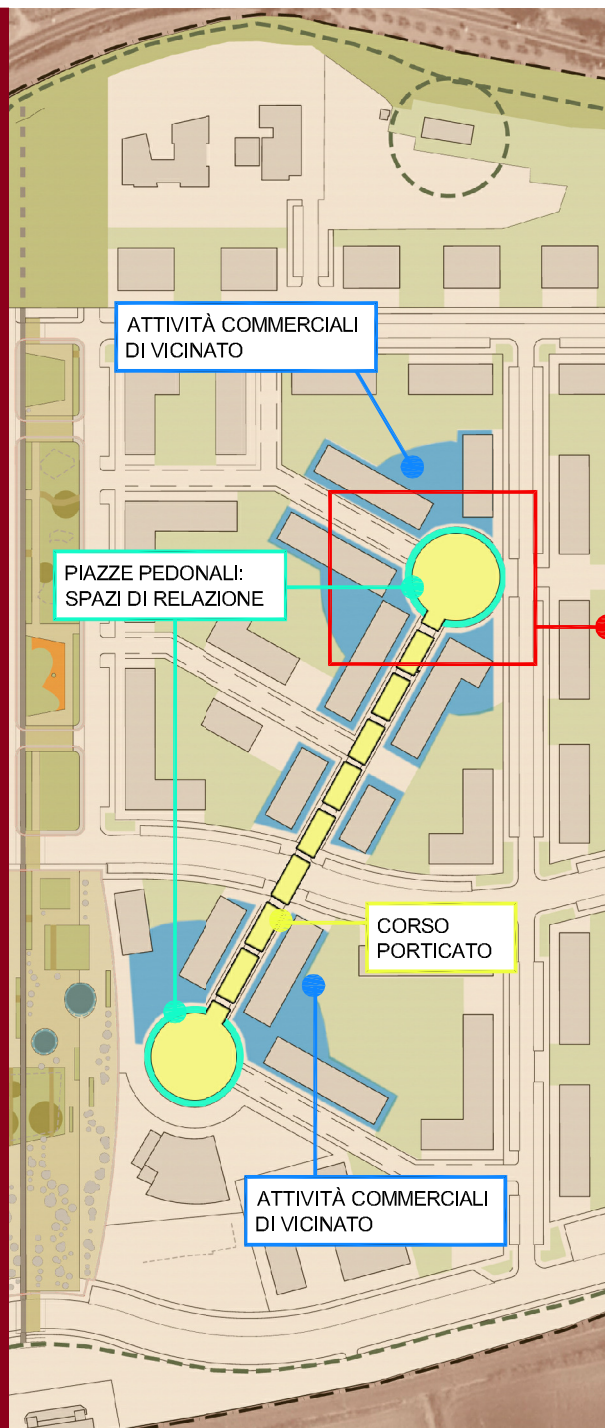 ATTIVITÀ COMMERCIALI
DI VICINATO
PIAZZE PEDONALI:
SPAZI DI RELAZIONE
CORSO
PORTICATO
ATTIVITÀ COMMERCIALI
DI VICINATO